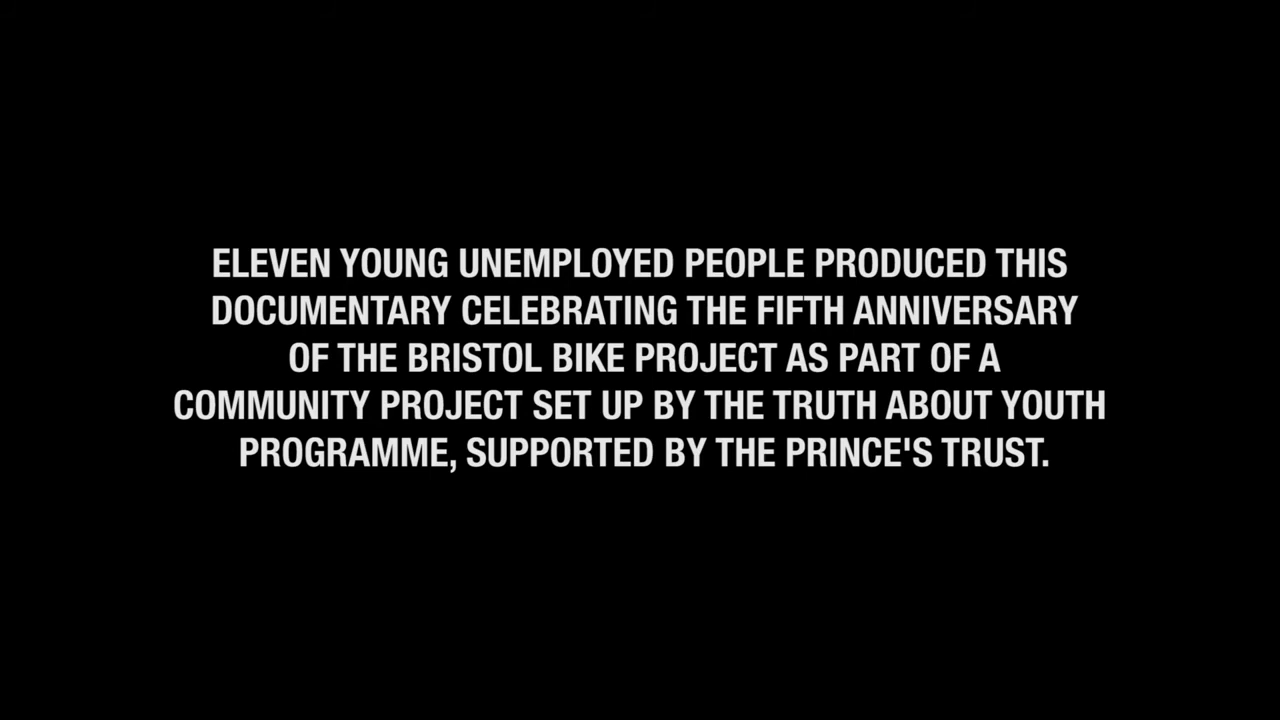 ELEVEN YOUNG UNEMPLOYED PEOPLE PRODUCED THIS
DOCUMENTARY CELEBRATING THE FIFTH ANNIVERSARY
OF THE BRISTOL BIKE PROJECT AS PART OF A
COMMUNITY PROJECT SET UP BY THE TRUTH ABOUT YOUTH
PROGRAMME, SUPPORTED BY THE PRINCE'S TRUST.